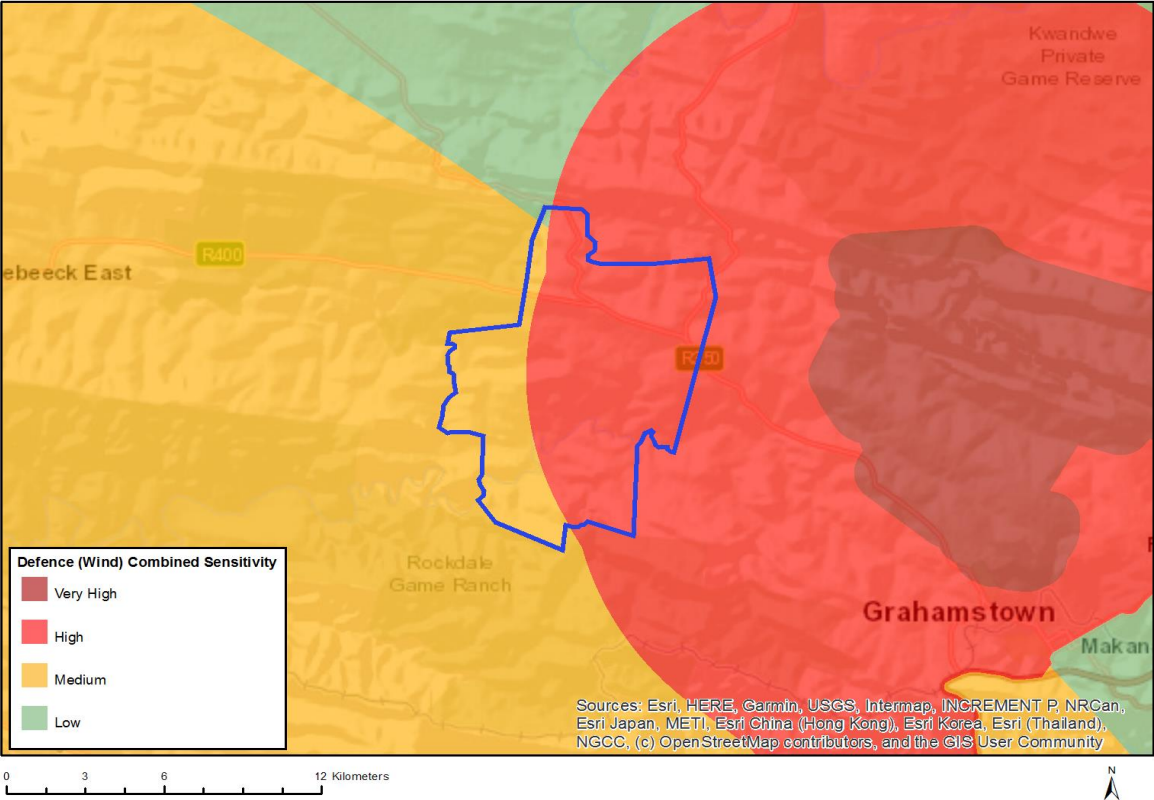 Kwandwe
Private
Game Reserve
R400
ebeeck East
R350
Rockdale
Game Ranch
Grahamstown
Makan
Defence (Wind) Combined Sensitivity
Very High
High
Medium
Low
Sources: Esri, HERE, Garmin, USGS, Intermap, INCREMENT P, NRCan,
Esri Japan, METI, Esri China (Hong Kong), Esri Korea, Esri (Thailand),
NGCC, (c) OpenStreetMap contributors, and the GIS User Community
0 3 6 12 Kilometers
N